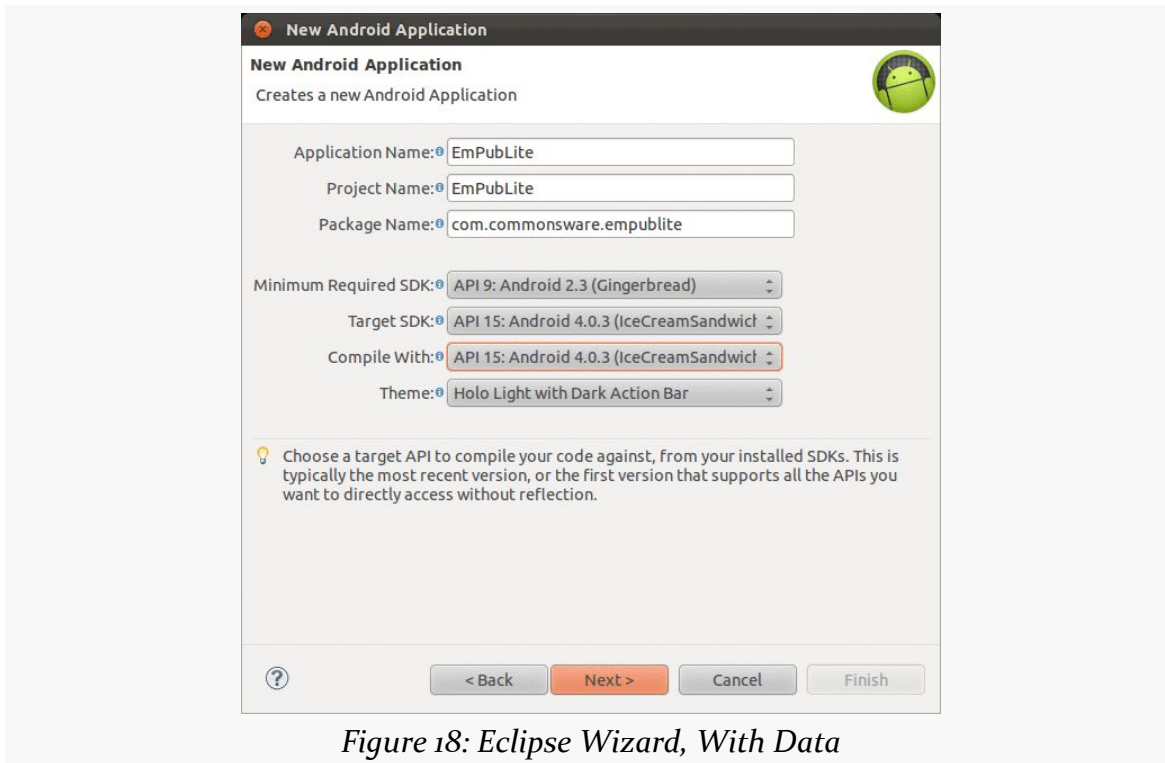 New Android Application
New Android Application
Creates a new Android Application
Application Name: EmPubLite
Project Name: EmPubLite
Package Name: com.commonsware.empublite
Minimum Required SDK: API 9: Android 2.3 (Gingerbread)
Target SDK: API 15: Android 4.0.3 (IceCreamSandwich
Compile With: API 15: Android 4.0.3 (IceCreamSandwich
Theme: Holo Light with Dark Action Bar
Choose a target API to compile your code against, from your installed SDKs. This is
typically the most recent version, or the first version that supports all the APIs you
want to directly access without reflection.
? < Back Next > Cancel Finish
Figure 18: Eclipse Wizard, With Data